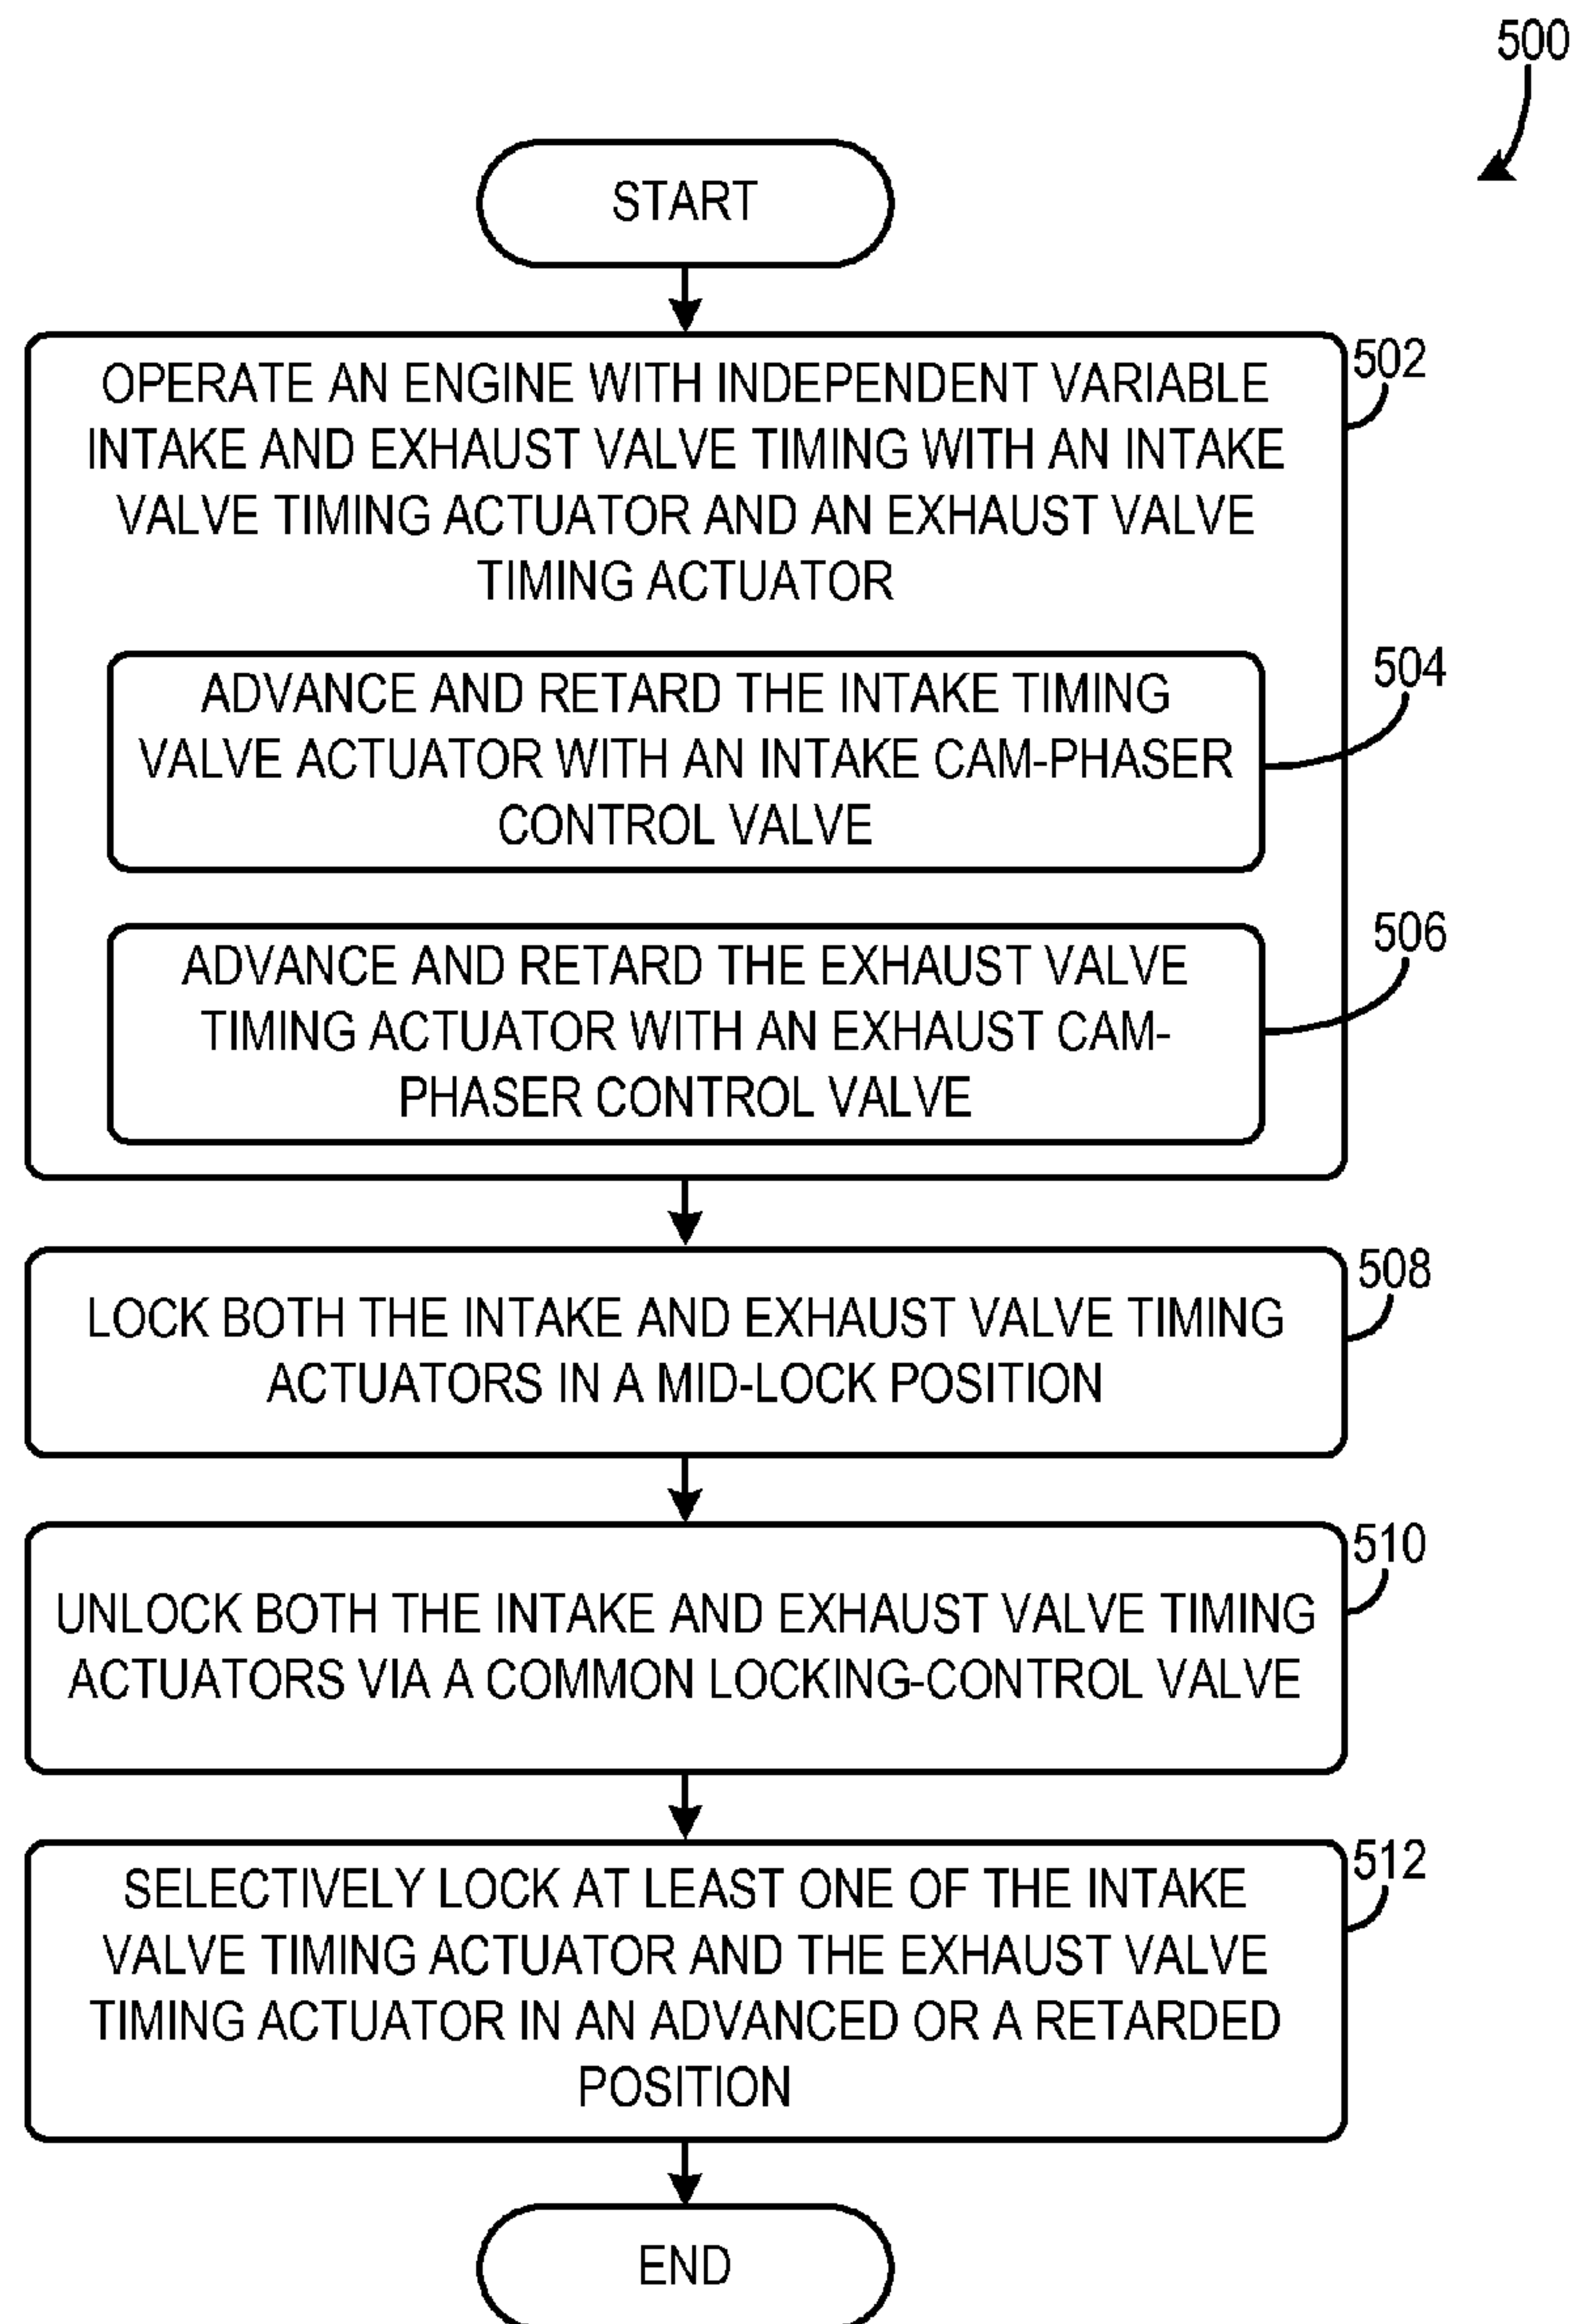 500
START
502
OPERATE AN ENGINE WITH INDEPENDENT VARIABLE
INTAKE AND EXHAUST VALVE TIMING WITH AN INTAKE
VALVE TIMING ACTUATOR AND AN EXHAUST VALVE
TIMING ACTUATOR
504
ADVANCE AND RETARD THE INTAKE TIMING
VALVE ACTUATOR WITH AN INTAKE CAM-PHASER
CONTROL VALVE
506
ADVANCE AND RETARD THE EXHAUST VALVE
TIMING ACTUATOR WITH AN EXHAUST CAM-
PHASER CONTROL VALVE
508
LOCK BOTH THE INTAKE AND EXHAUST VALVE TIMING
ACTUATORS IN A MID-LOCK POSITION
510
UNLOCK BOTH THE INTAKE AND EXHAUST VALVE TIMING
ACTUATORS VIA A COMMON LOCKING-CONTROL VALVE
512
SELECTIVELY LOCK AT LEAST ONE OF THE INTAKE
VALVE TIMING ACTUATOR AND THE EXHAUST VALVE
TIMING ACTUATOR IN AN ADVANCED OR A RETARDED
POSITION
END